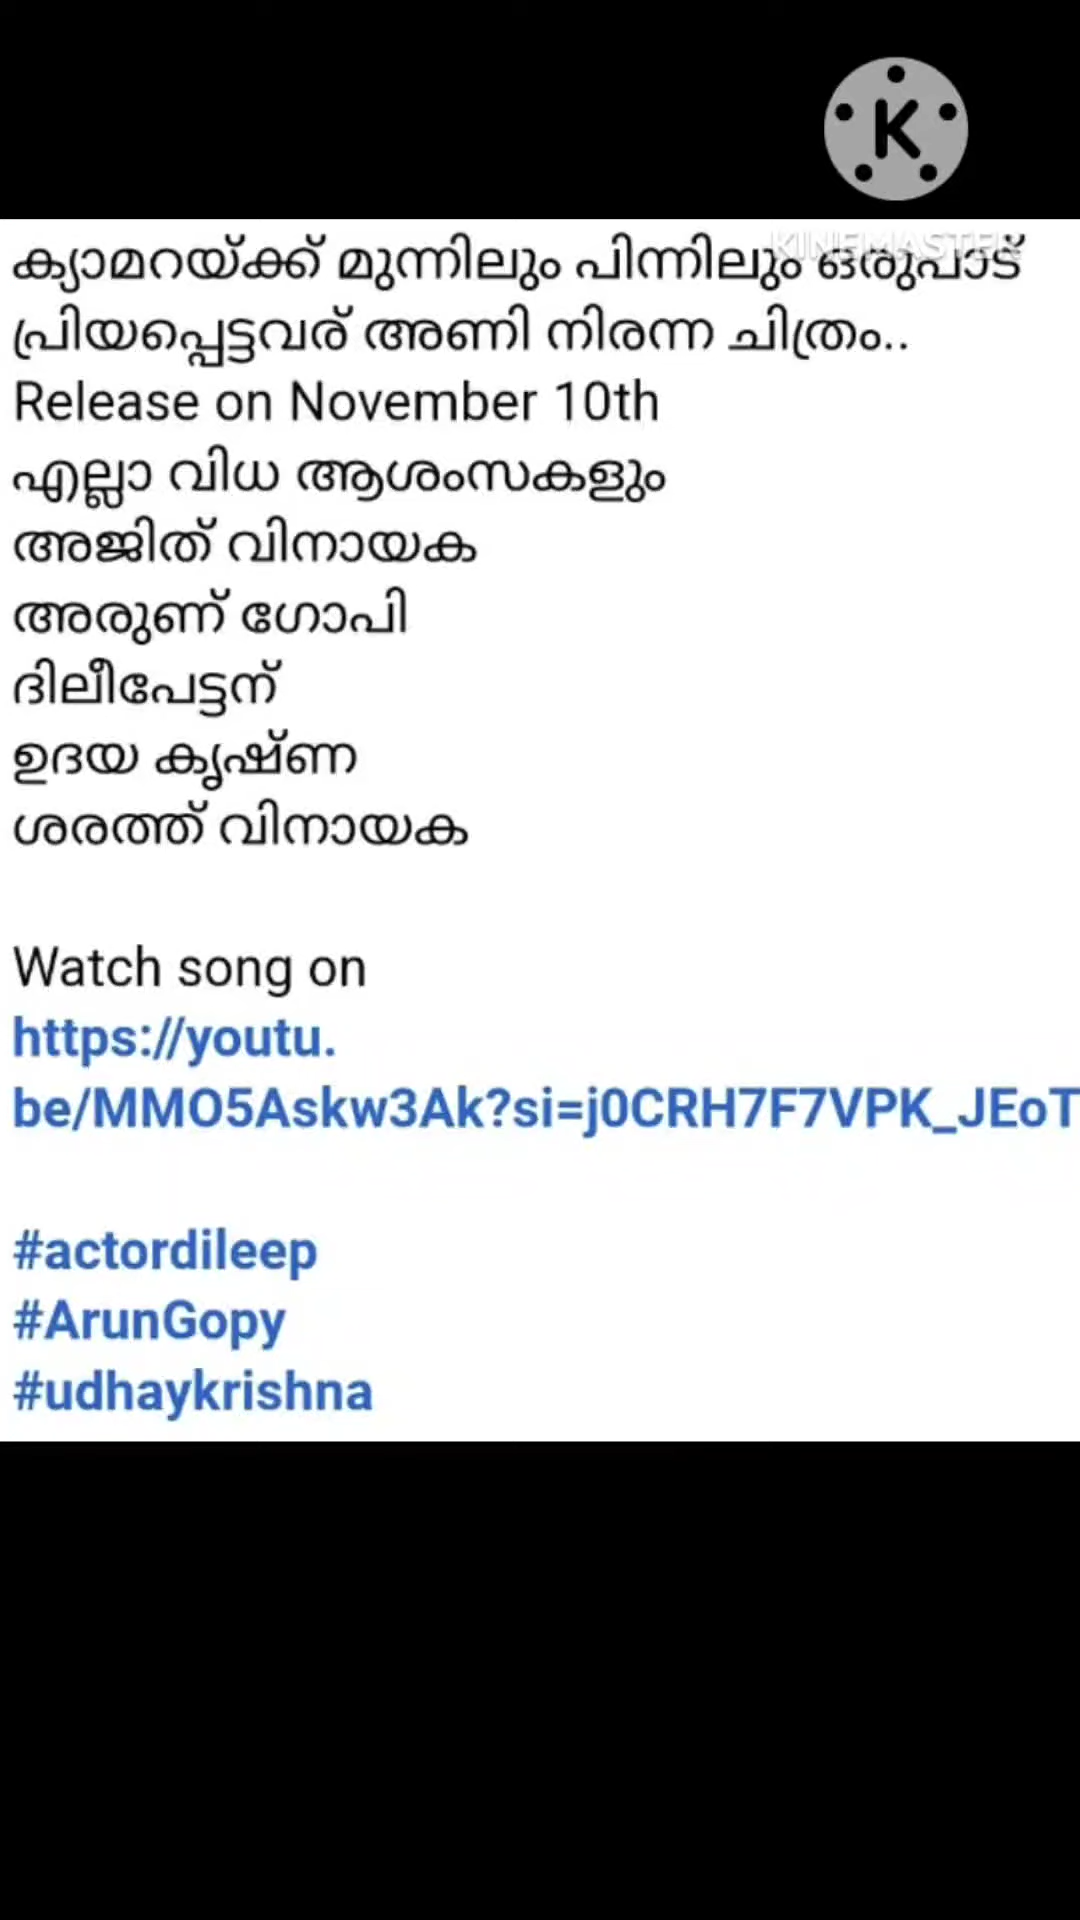 K
KINEMASTER
ക്യാമറയ്ക്ക് മുന്നിലും പിന്നിലും ഒരുപാട്
പ്രിയപ്പെട്ടവര് അണി നിരന്ന ചിത്രം..
Release on November 10th
എല്ലാ വിധ ആശംസകളും
അജിത് വിനായക
അരുണ് ഗോപി
ദിലീപേട്ടന്
ഉദയ കൃഷ്ണ
ശരത്ത് വിനായക
Watch song on
https://youtu.
be/MMO5Askw3Ak?si=j0CRH7F7VPK_JEoT
#actordileep
#ArunGopy
#udhaykrishna